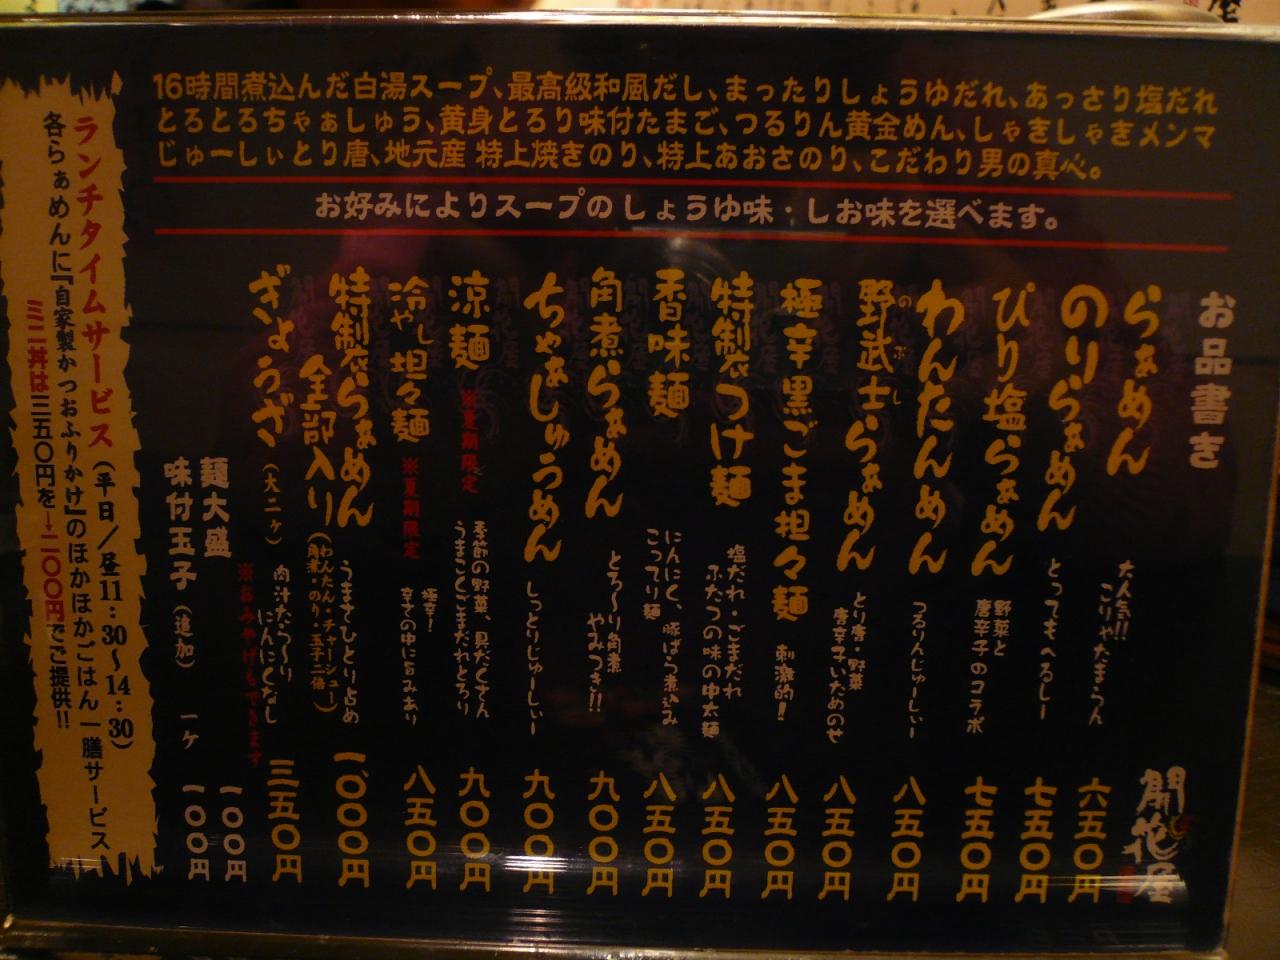 16時間煮込んだ白湯スープ、最高級和風だし、まったりしょうゆだれ、あっさり塩だれ
とろとろちゃぁしゅう、黄身とろり味付たまご、つるりん黄金めん、しゃきしゃきメンマ
じゅーしぃとり唐、地元産 特上焼きのり、特上あおさのり、こだわり男の真心。
お好みによりスープのしょうゆ味・しお味を選べます。
お品書き
開花屋
らぁめん 大人気!! こりゃたまらん 六五〇円
のりらぁめん とってもへるしー 七五〇円
ぴり塩らぁめん 野菜と唐辛子のコラボ 七五〇円
わんたんめん つるりんじゅーしぃー 八五〇円
野武士らぁめん とり唐・野菜 唐辛子いためのせ 八五〇円
のぶし
極辛黒ごま担々麺 刺激的!! 八五〇円
特製つけ麺 塩だれ・ごまだれ ふたつの味の中太麺 八五〇円
香味麺 にんにく、豚ばら煮込み こってり麺 八五〇円
角煮らぁめん とろ〜り角煮 やみつき!! 九〇〇円
ちゃぁしゅうめん しっとりじゅーしぃー 九〇〇円
涼麺 ※夏期限定 季節の野菜、具だくさん うまこくごまだれとろり 九〇〇円
冷やし担々麺 ※夏期限定 極辛! 辛さの中に旨みあり 八五〇円
特製らぁめん うまさひとり占め 一、〇〇〇円
全部入り (わんたん・チャーシュー 角煮・のり・玉子二倍)
ぎょうざ (大二ヶ) 肉汁たら〜り にんにくなし 三五〇円
※おみやげもできます
麺大盛 一〇〇円
味付玉子 (追加) 一ヶ 一〇〇円
ランチタイムサービス (平日/昼11:30〜14:30)
各らぁめんに『自家製かつおふりかけ』のほかほかごはん 一膳サービス
ミニ丼は三五〇円を→二〇〇円でご提供!!